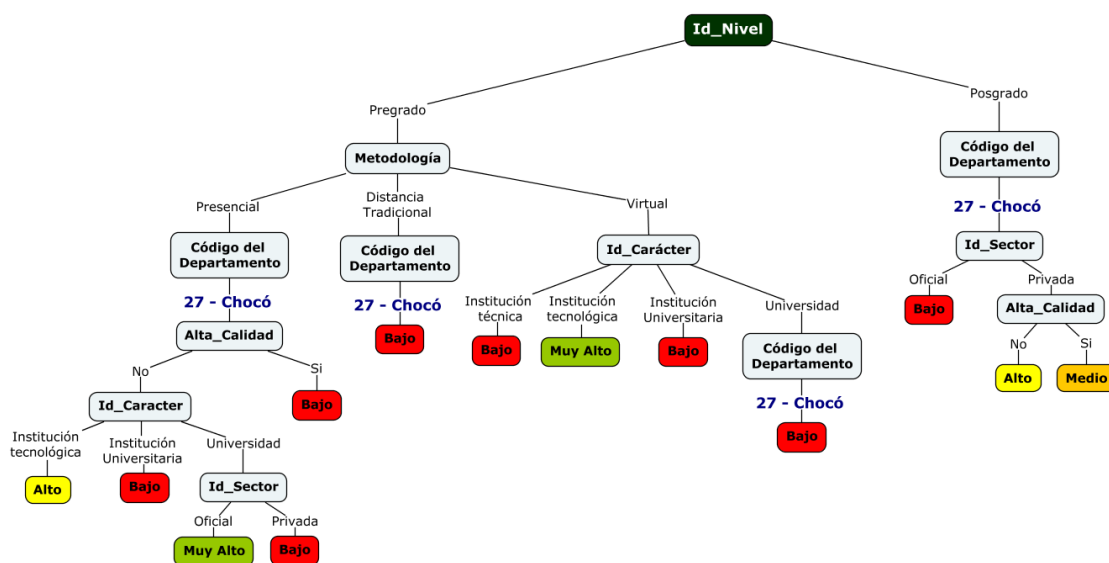 Id_Nivel
Pregrado
Posgrado
Metodología
Código del
Departamento
Presencial
Distancia
Tradicional
Virtual
27 - Chocó
Código del
Departamento
Código del
Departamento
Id_Carácter
Id_Sector
27 - Chocó
27 - Chocó
Oficial
Privada
Institución
técnica
Institución
tecnológica
Institución
Universitaria
Universidad
Bajo
Alta_Calidad
Alta_Calidad
Bajo
Bajo
Muy Alto
Bajo
Código del
Departamento
No
Si
No
Si
Alto
Medio
Id_Caracter
Bajo
27 - Chocó
Bajo
Institución
tecnológica
Institución
Universitaria
Universidad
Alto
Bajo
Id_Sector
Oficial
Privada
Muy Alto
Bajo